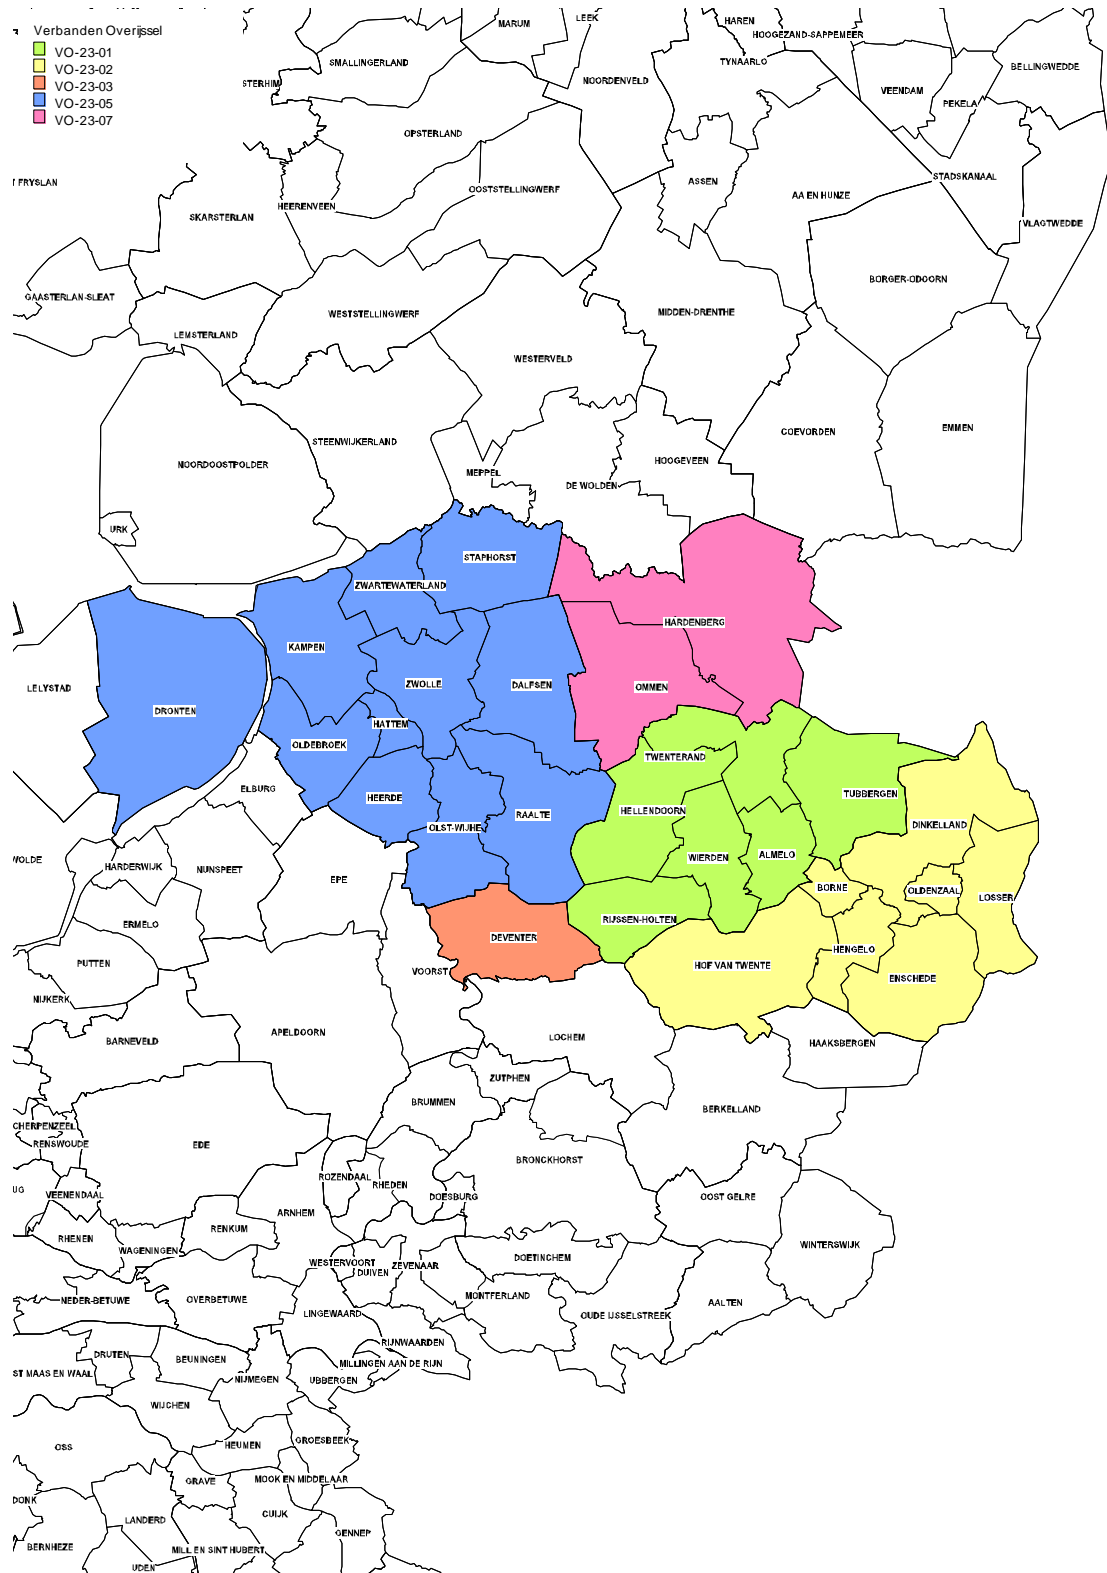 Verbanden Overijssel
VO-23-01
VO-23-02
VO-23-03
VO-23-05
VO-23-07
MARUM
LEEK
HAREN
HOOGEZAND-SAPPEMEER
SMALLINGERLAND
TYNAARLO
BELLINGWEDDE
STERHIM
NOORDENVELD
VEENDAM
PEKELA
OPSTERLAND
T FRYSLAN
ASSEN
STADSKANAAL
OOSTSTELLINGWERF
AA EN HUNZE
HEERENVEEN
SKARSTERLAN
VLAGTWEDDE
BORGER-ODOORN
GAASTERLAN-SLEAT
WESTSTELLINGWERF
MIDDEN-DRENTHE
LEMSTERLAND
WESTERVELD
EMMEN
COEVORDEN
STEENWIJKERLAND
HOOGEVEEN
NOORDOOSTPOLDER
MEPPEL
DE WOLDEN
URK
STAPHORST
ZWARTEWATERLAND
HARDENBERG
KAMPEN
ZWOLLE
DALFSEN
OMMEN
LELYSTAD
DRONTEN
HATTEM
OLDEBROEK
TWENTERAND
ELBURG
HEERDE
TUBBERGEN
HELLENDOORN
RAALTE
OLST-WIJHE
DINKELLAND
WOLDE
HARDERWIJK
NUNSPEET
WIERDEN
ALMELO
EPE
BORNE
OLDENZAAL
LOSSER
ERMELO
RIJSSEN-HOLTEN
DEVENTER
HENGELO
PUTTEN
VOORST
HOF VAN TWENTE
ENSCHEDE
NIJKERK
APELDOORN
BARNEVELD
LOCHEM
HAAKSBERGEN
ZUTPHEN
BRUMMEN
BERKELLAND
CHERPENZEEL
RENSWOUDE
EDE
BRONCKHORST
ROZENDAAL
RHEDEN
UG
VEENENDAAL
DOESBURG
OOST GELRE
ARNHEM
RENKUM
RHENEN
WAGENINGEN
WINTERSWIJK
DOETINCHEM
WESTERVOORT
ZEVENAAR
DUIVEN
MONTFERLAND
NEDER-BETUWE
OVERBETUWE
AALTEN
LINGEWAARD
OUDE IJSSELSTREEK
RIJNWAARDEN
DRUTEN
BEUNINGEN
MILLINGEN AAN DE RIJN
ST MAAS EN WAAL
NIJMEGEN
UBBERGEN
WIJCHEN
GROESBEEK
HEUMEN
OSS
MOOK EN MIDDELAAR
GRAVE
DONK
CUIJK
LANDERD
GENNEP
BERNHEZE
MILL EN SINT HUBERT
UDEN